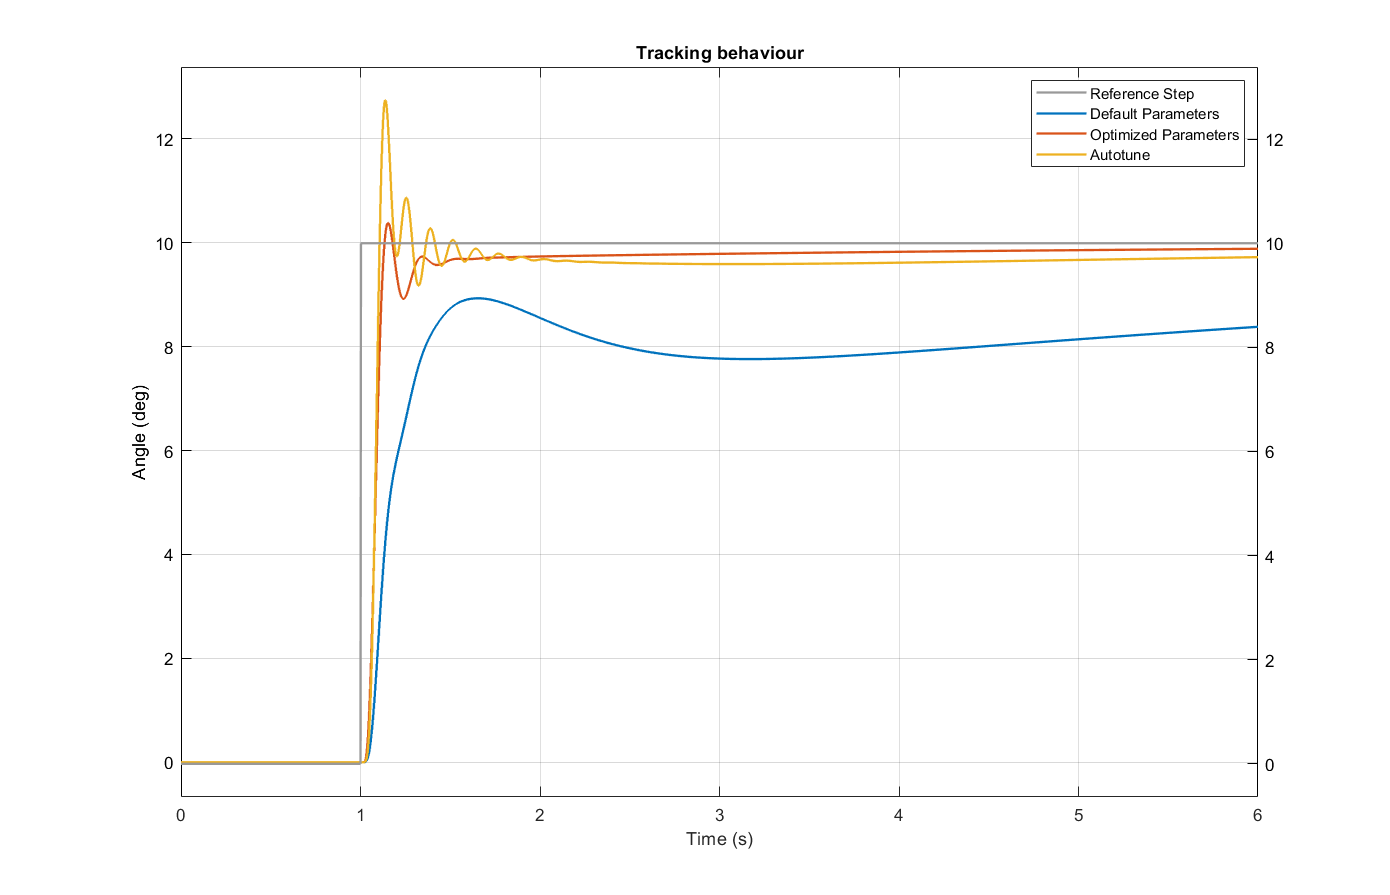 Tracking behaviour
Reference Step
Default Parameters
Optimized Parameters
Autotune
12
10
8
6
4
2
0
Angle (deg)
12
10
8
6
4
2
0
0 1 2 3 4 5 6
Time (s)